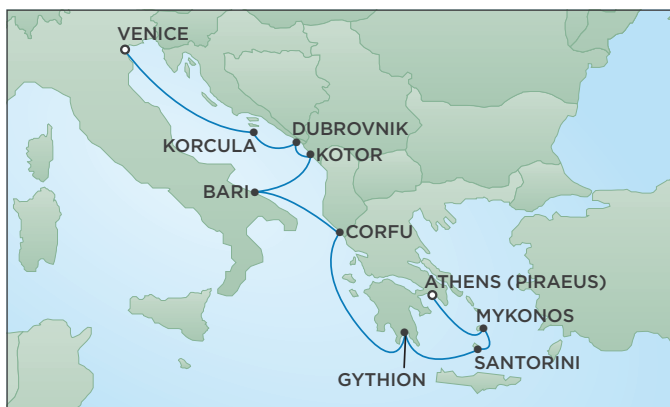 VENICE
DUBROVNIK
KORCULA
KOTOR
BARI
CORFU
ATHENS (PIRAEUS)
MYKONOS
SANTORINI
GYTHION